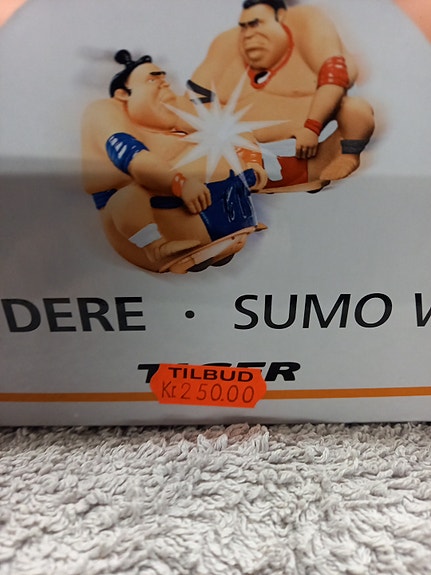 DERE · SUMO
TIGER
TILBUD
Kr.250.00